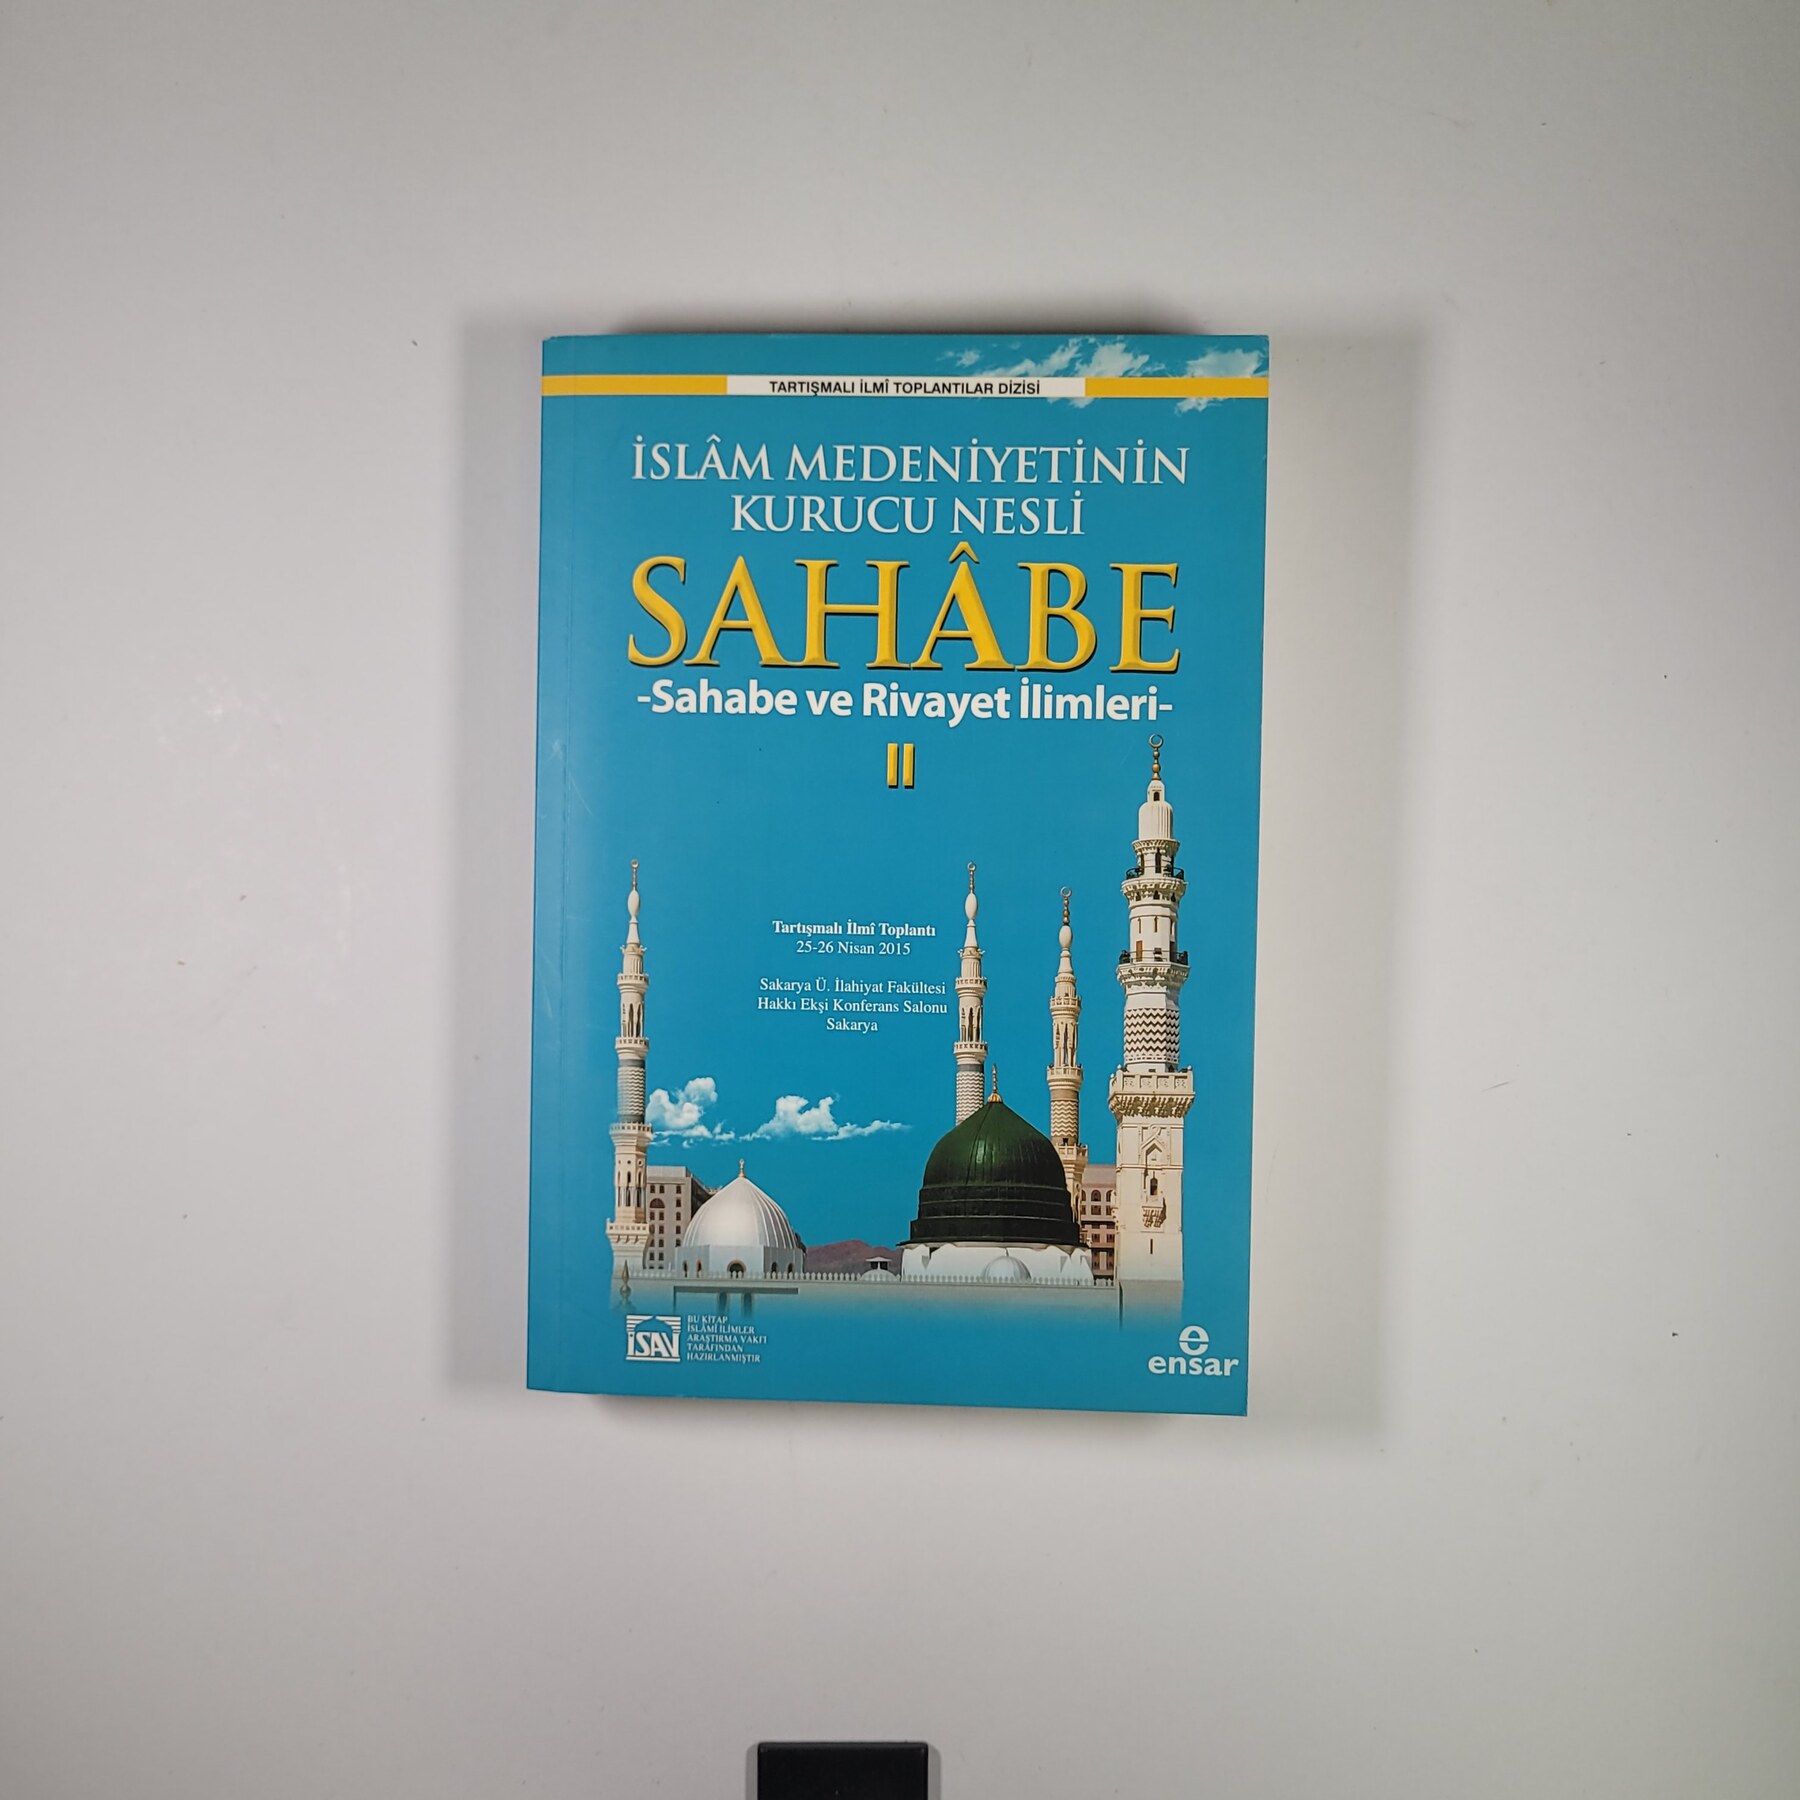 TARTIŞMALI İLMÎ TOPLANTILAR DİZİSİ
İSLÂM MEDENİYETİNİN
KURUCU NESLİ
SAHÂBE
-Sahabe ve Rivayet İlimleri-
II
Tartışmalı İlmî Toplantı
25-26 Nisan 2015
Sakarya Ü. İlahiyat Fakültesi
Hakkı Ekşi Konferans Salonu
Sakarya
İSAV
BU KİTAP
İSLÂMÎ İLİMLER
ARAŞTIRMA VAKFI
TARAFINDAN
HAZIRLANMIŞTIR
ensar